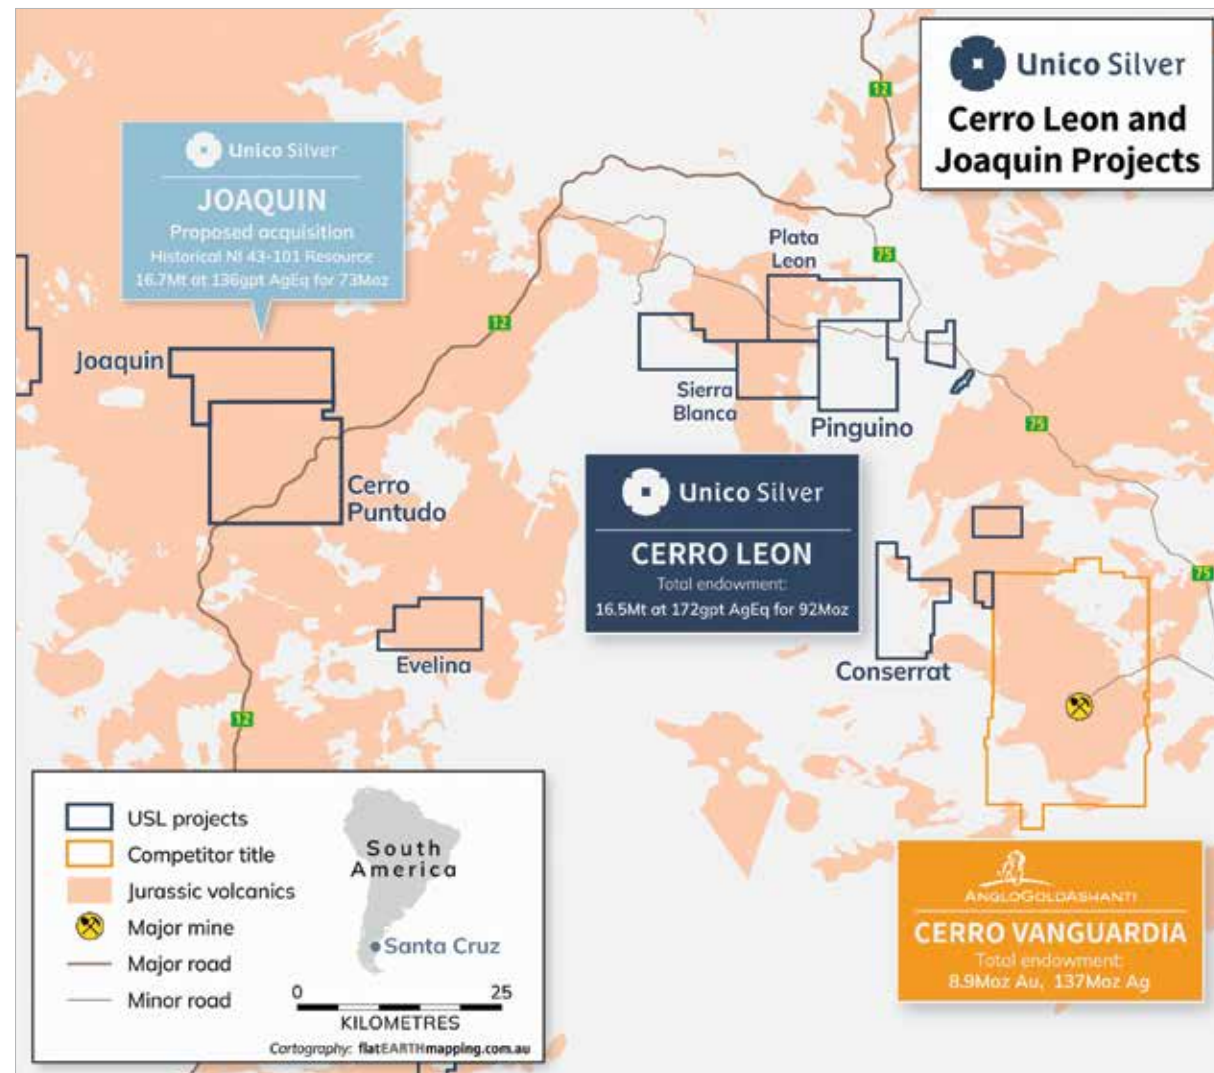 Unico Silver
Cerro Leon and
Joaquin Projects
12
Unico Silver
JOAQUIN
Proposed acquisition
Historical NI 43-101 Resource
16.7Mt at 136gpt AgEq for 73Moz
Plata
Leon
75
12
Joaquin
Sierra
Blanca
Pinguino
75
Cerro
Puntudo
Unico Silver
CERRO LEON
Total endowment:
16.5Mt at 172gpt AgEq for 92Moz
75
Evelina
Conserrat
12
USL projects
Competitor title
Jurassic volcanics
Major mine
Major road
Minor road
South
America
Santa Cruz
0 25
KILOMETRES
Cartography: flatEARTHmapping.com.au
ANGLOGOLDASHANTI
CERRO VANGUARDIA
Total endowment:
8.9Moz Au, 137Moz Ag